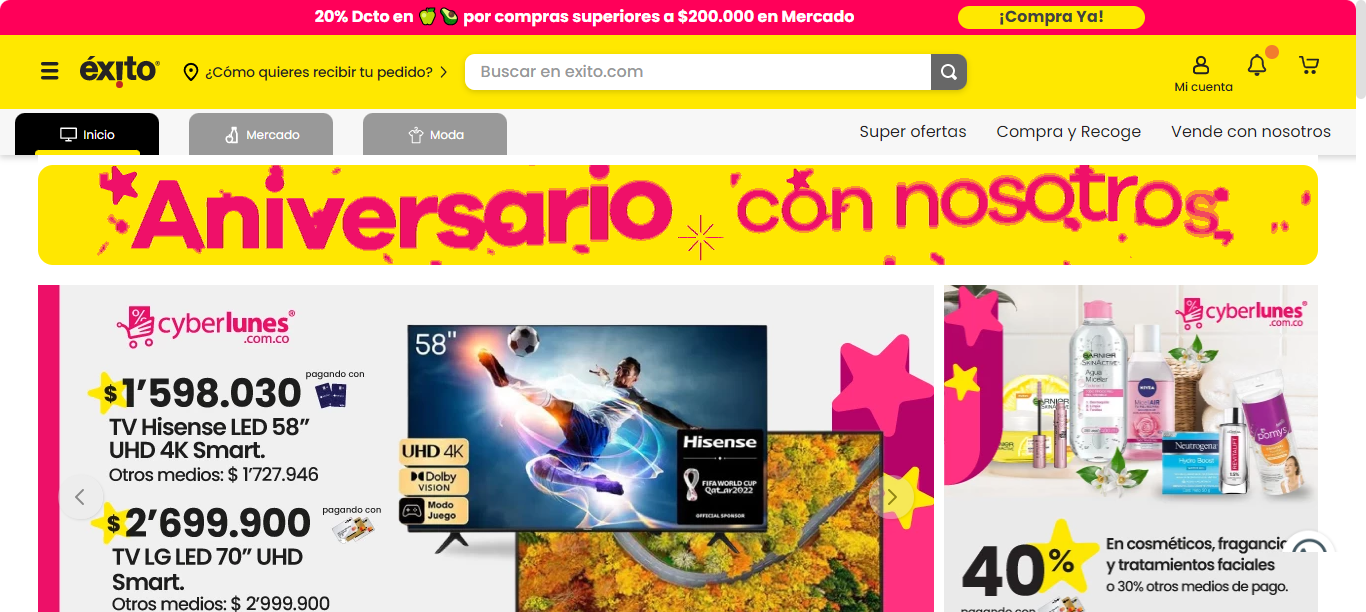 20% Dcto en 🍏🥑 por compras superiores a $200.000 en Mercado
¡Compra Ya!
éxito
¿Cómo quieres recibir tu pedido?
Buscar en exito.com
Mi cuenta
Inicio
Mercado
Moda
Super ofertas
Compra y Recoge
Vende con nosotros
Aniversario con nosotros
cyberlunes®
.com.co
pagando con
$1’598.030
TV Hisense LED 58”
UHD 4K Smart.
Otros medios: $ 1’727.946
pagando con
$2’699.900
TV LG LED 70” UHD
Smart.
Otros medios: $ 2’999.900
58"
UHD 4K
Dolby
VISION
Modo
Juego
Hisense
FIFA WORLD CUP
Qatar2022
OFFICIAL SPONSOR
cyberlunes®
.com.co
GARNIER
SKINACTIVE
Agua
Micelar
GARNIER
NIVEA
MicellAIR
Neutrogena
Hydro Boost
REVITALIFT
Pomys
40%
En cosméticos, fragancia
y tratamientos faciales
o 30% otros medios de pago.
pagando con